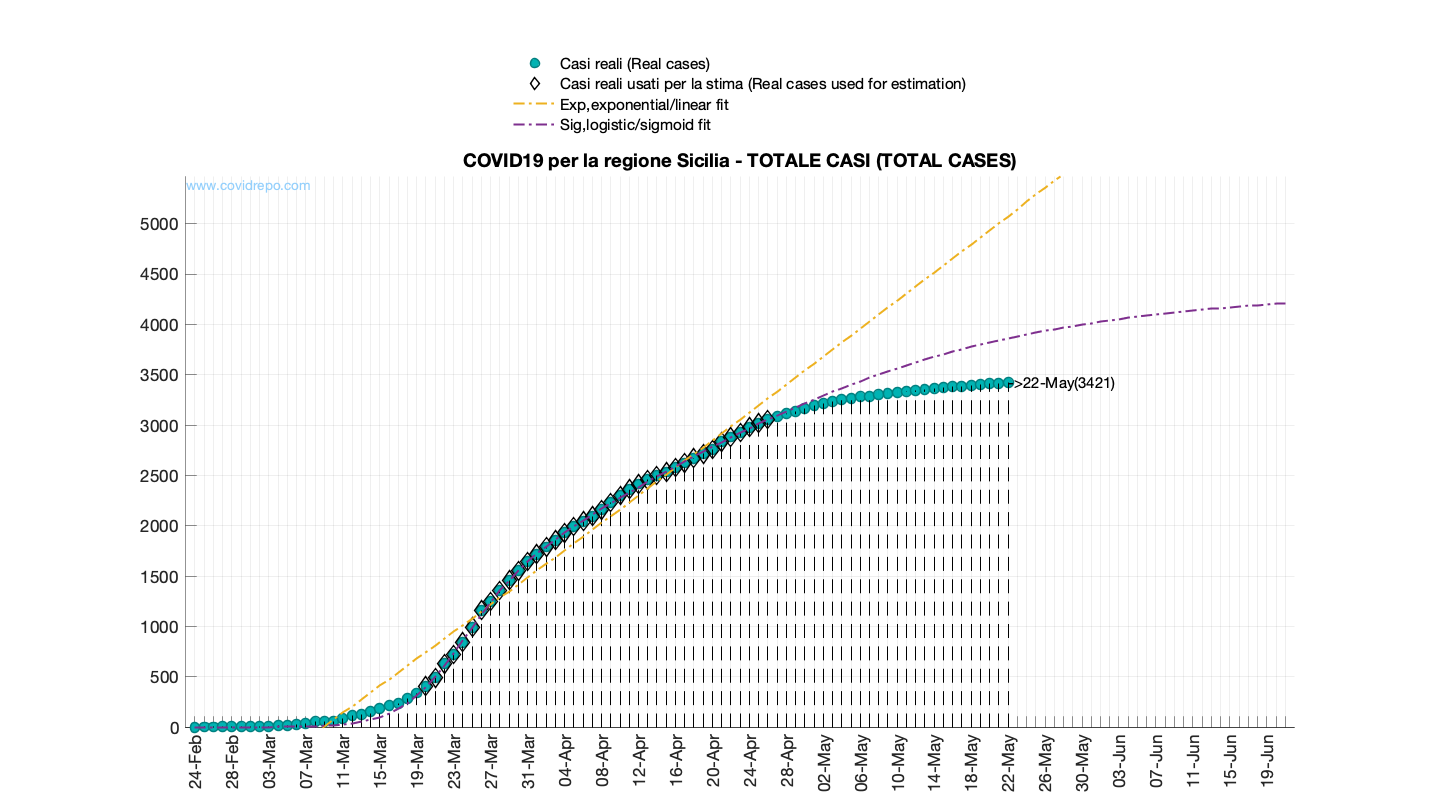 Casi reali (Real cases)
Casi reali usati per la stima (Real cases used for estimation)
Exp,exponential/linear fit
Sig,logistic/sigmoid fit
COVID19 per la regione Sicilia - TOTALE CASI (TOTAL CASES)
www.covidrepo.com
5000
4500
4000
3500
3000
2500
2000
1500
1000
500
0
>22-May(3421)
24-Feb
28-Feb
03-Mar
07-Mar
11-Mar
15-Mar
19-Mar
23-Mar
27-Mar
31-Mar
04-Apr
08-Apr
12-Apr
16-Apr
20-Apr
24-Apr
28-Apr
02-May
06-May
10-May
14-May
18-May
22-May
26-May
30-May
03-Jun
07-Jun
11-Jun
15-Jun
19-Jun